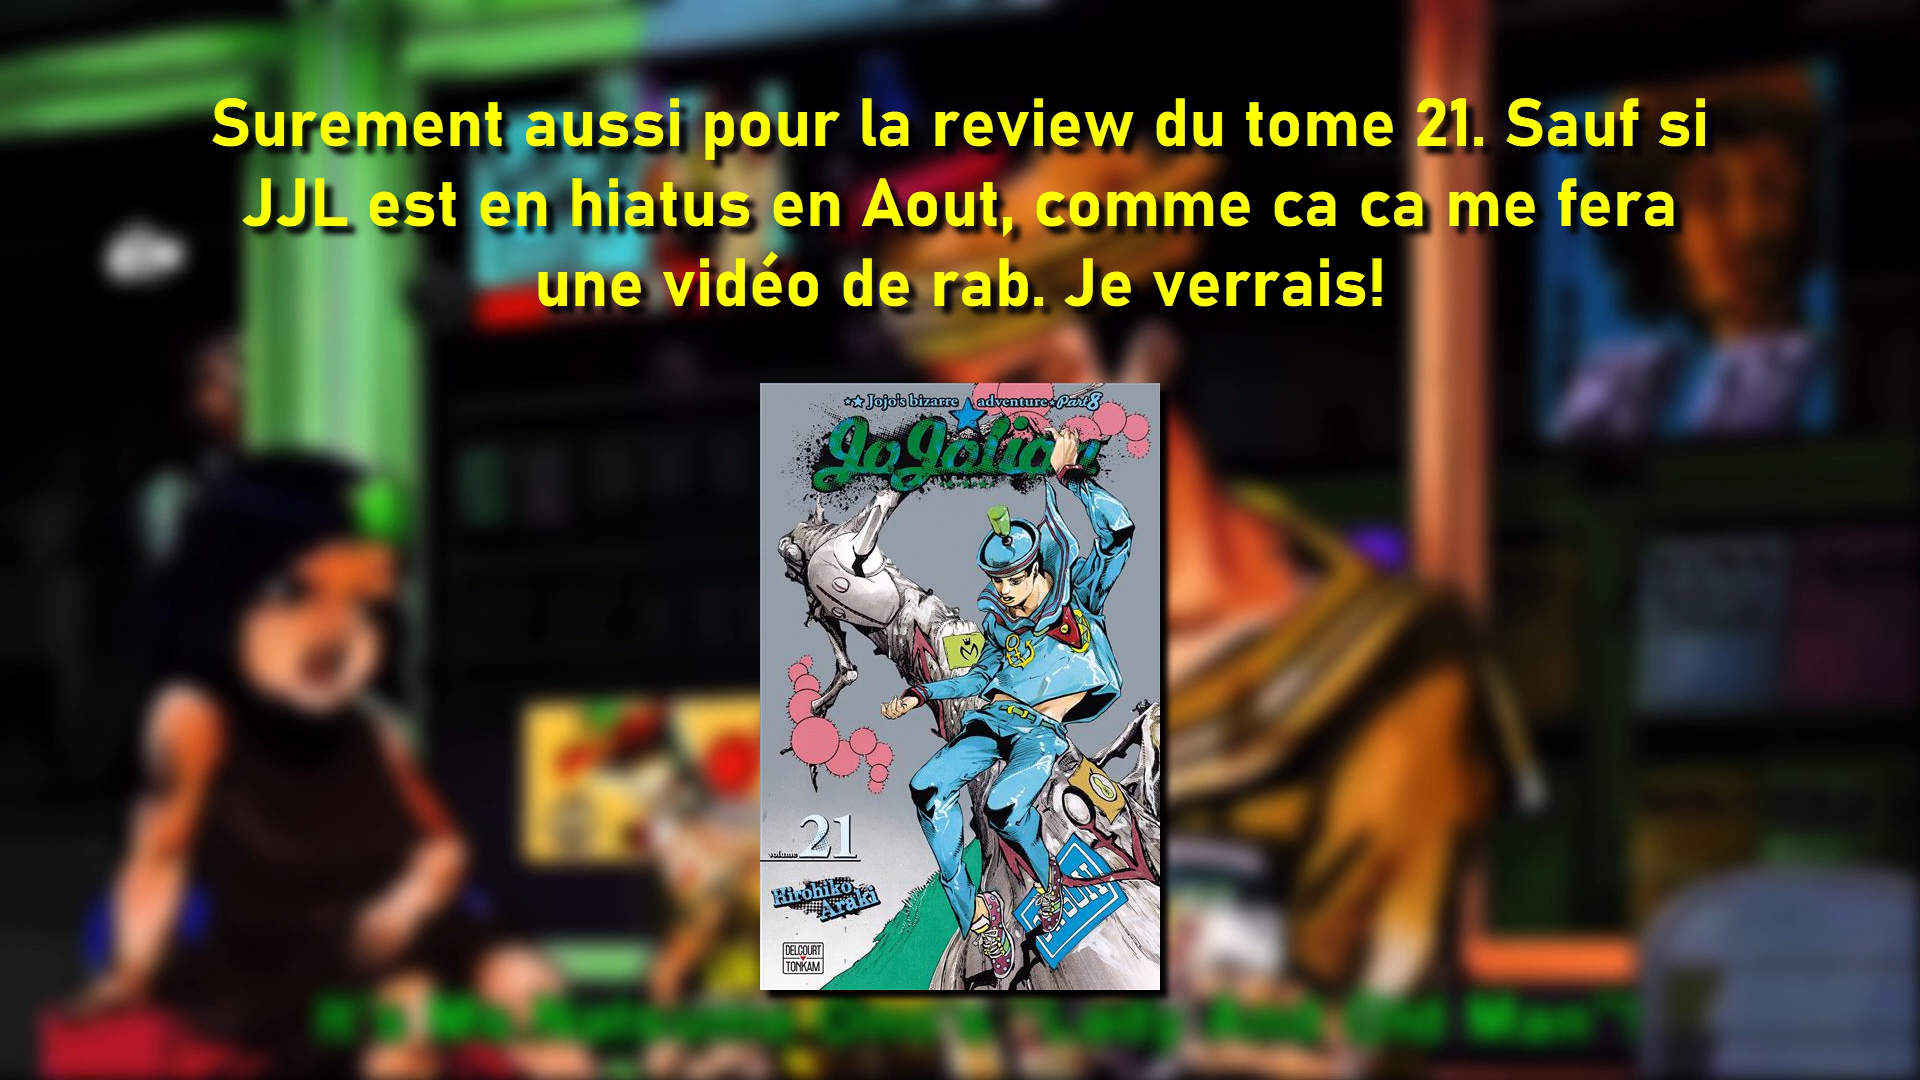 Surement aussi pour la review du tome 21. Sauf si
JJL est en hiatus en Aout, comme ca ca me fera
une vidéo de rab. Je verrais!
Jojo's bizarre adventure Part 8
JoJolion
volume 21
Hirohiko
Araki
DELCOURT
TONKAM